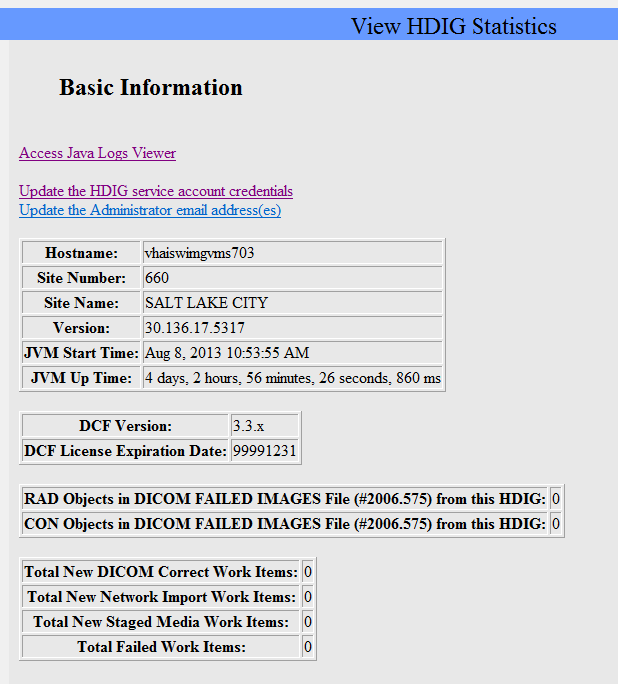 View HDIG Statistics
Basic Information
Access Java Logs Viewer
Update the HDIG service account credentials
Update the Administrator email address(es)
Hostname: vhaiswimgvms703
Site Number: 660
Site Name: SALT LAKE CITY
Version: 30.136.17.5317
JVM Start Time: Aug 8, 2013 10:53:55 AM
JVM Up Time: 4 days, 2 hours, 56 minutes, 26 seconds, 860 ms
DCF Version: 3.3.x
DCF License Expiration Date: 99991231
RAD Objects in DICOM FAILED IMAGES File (#2006.575) from this HDIG: 0
CON Objects in DICOM FAILED IMAGES File (#2006.575) from this HDIG: 0
Total New DICOM Correct Work Items: 0
Total New Network Import Work Items: 0
Total New Staged Media Work Items: 0
Total Failed Work Items: 0